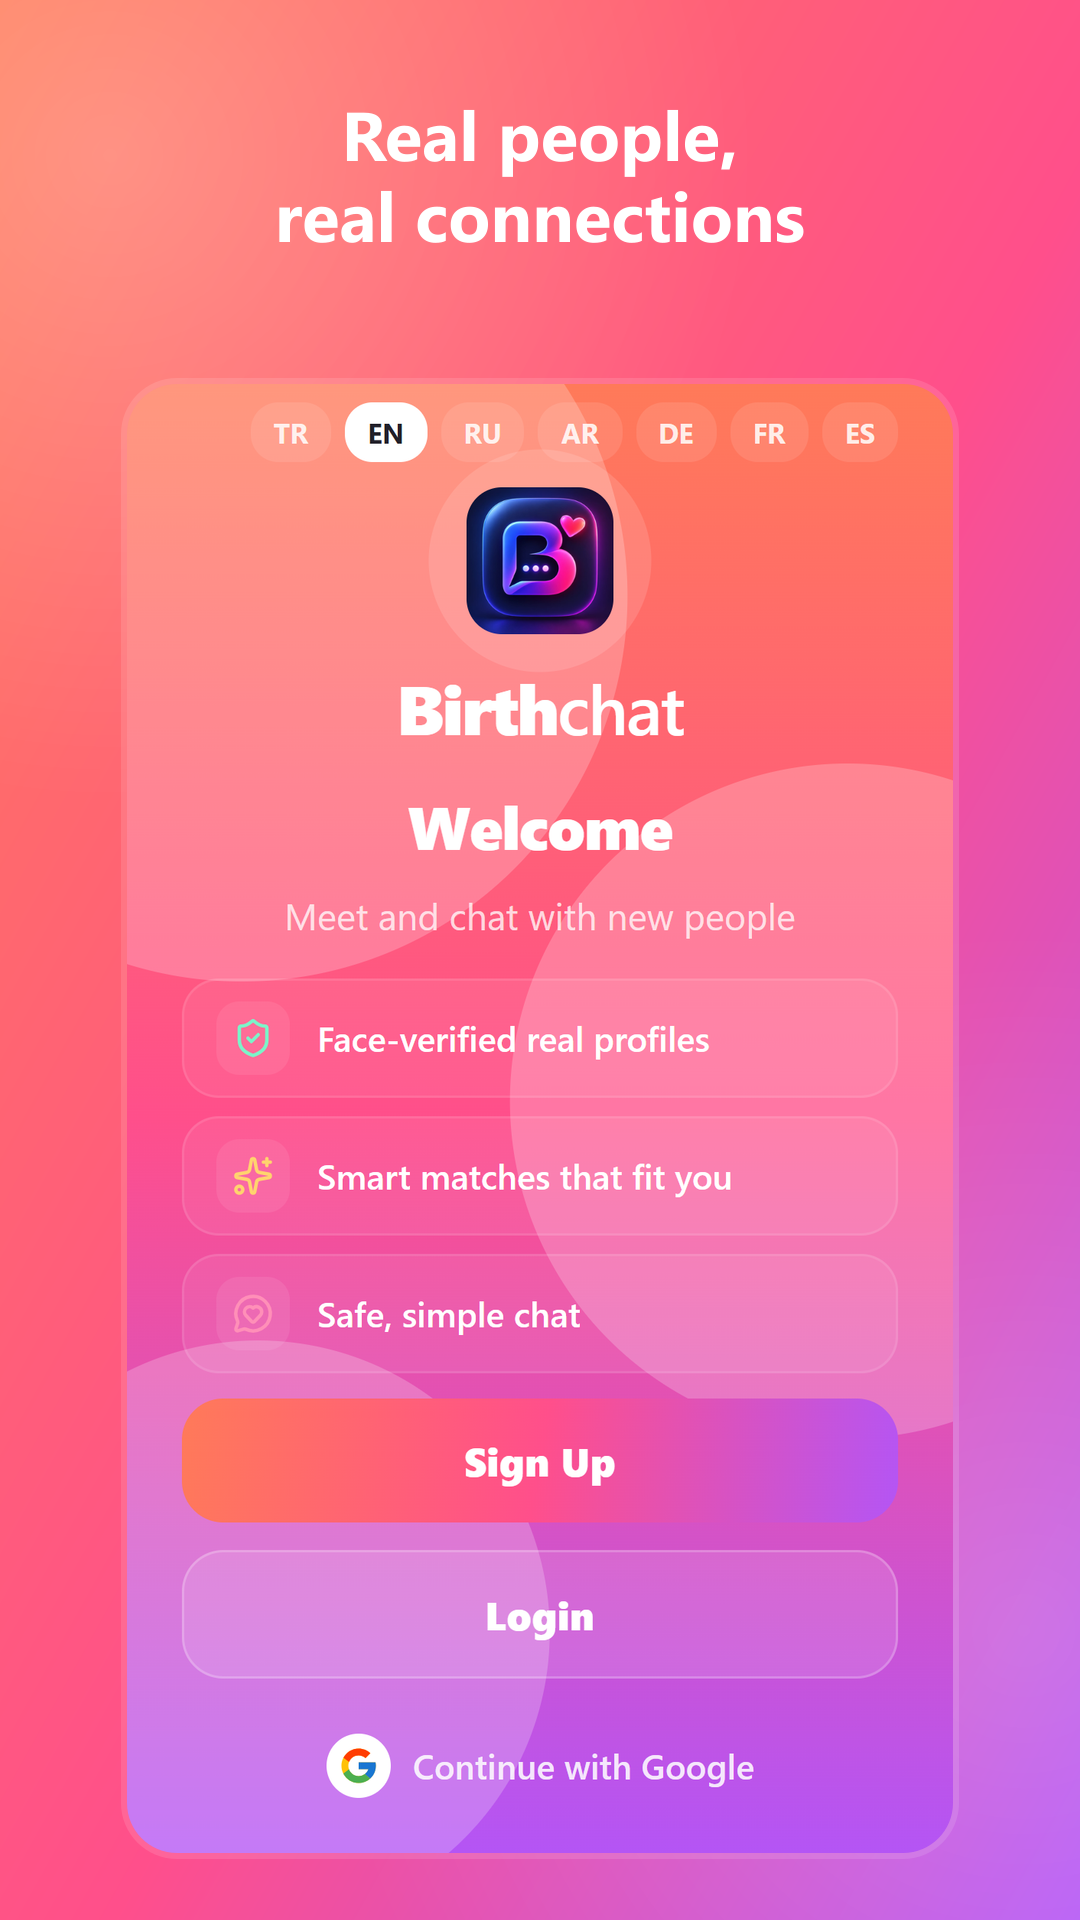 Real people,
real connections
TR EN RU AR DE FR ES
B
Birthchat
Welcome
Meet and chat with new people
Face-verified real profiles
Smart matches that fit you
Safe, simple chat
Sign Up
Login
Continue with Google